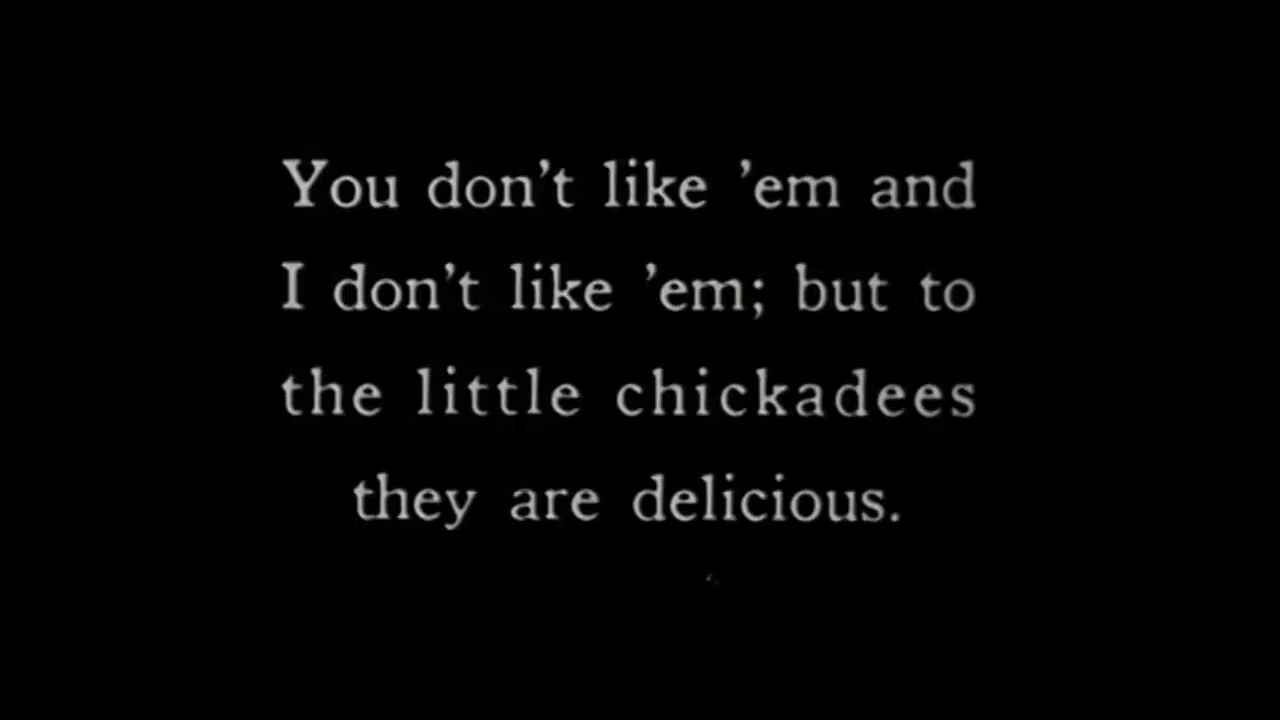 You don't like 'em and
I don't like 'em; but to
the little chickadees
they are delicious.